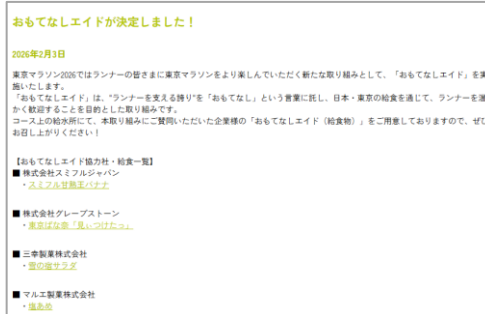 おもてなしエイドが決定しました！
2026年2月3日
東京マラソン2026ではランナーの皆さまに東京マラソンをより楽しんでいただく新たな取り組みとして、「おもてなしエイド」を実
施いたします。
「おもてなしエイド」は、"ランナーを支える誇り"を「おもてなし」という言葉に託し、日本・東京の給食を通じて、ランナーを温
かく歓迎することを目的とした取り組みです。
コース上の給水所にて、本取り組みにご賛同いただいた企業様の「おもてなしエイド（給食物）」をご用意しておりますので、ぜひ
お召し上がりください！
【おもてなしエイド協力社・給食一覧】
■ 株式会社スミフルジャパン
・スミフル甘熟王バナナ
■ 株式会社グレープストーン
・東京ばな奈「見ぃつけたっ」
■ 三幸製菓株式会社
・雪の宿サラダ
■ マルエ製菓株式会社
・塩あめ